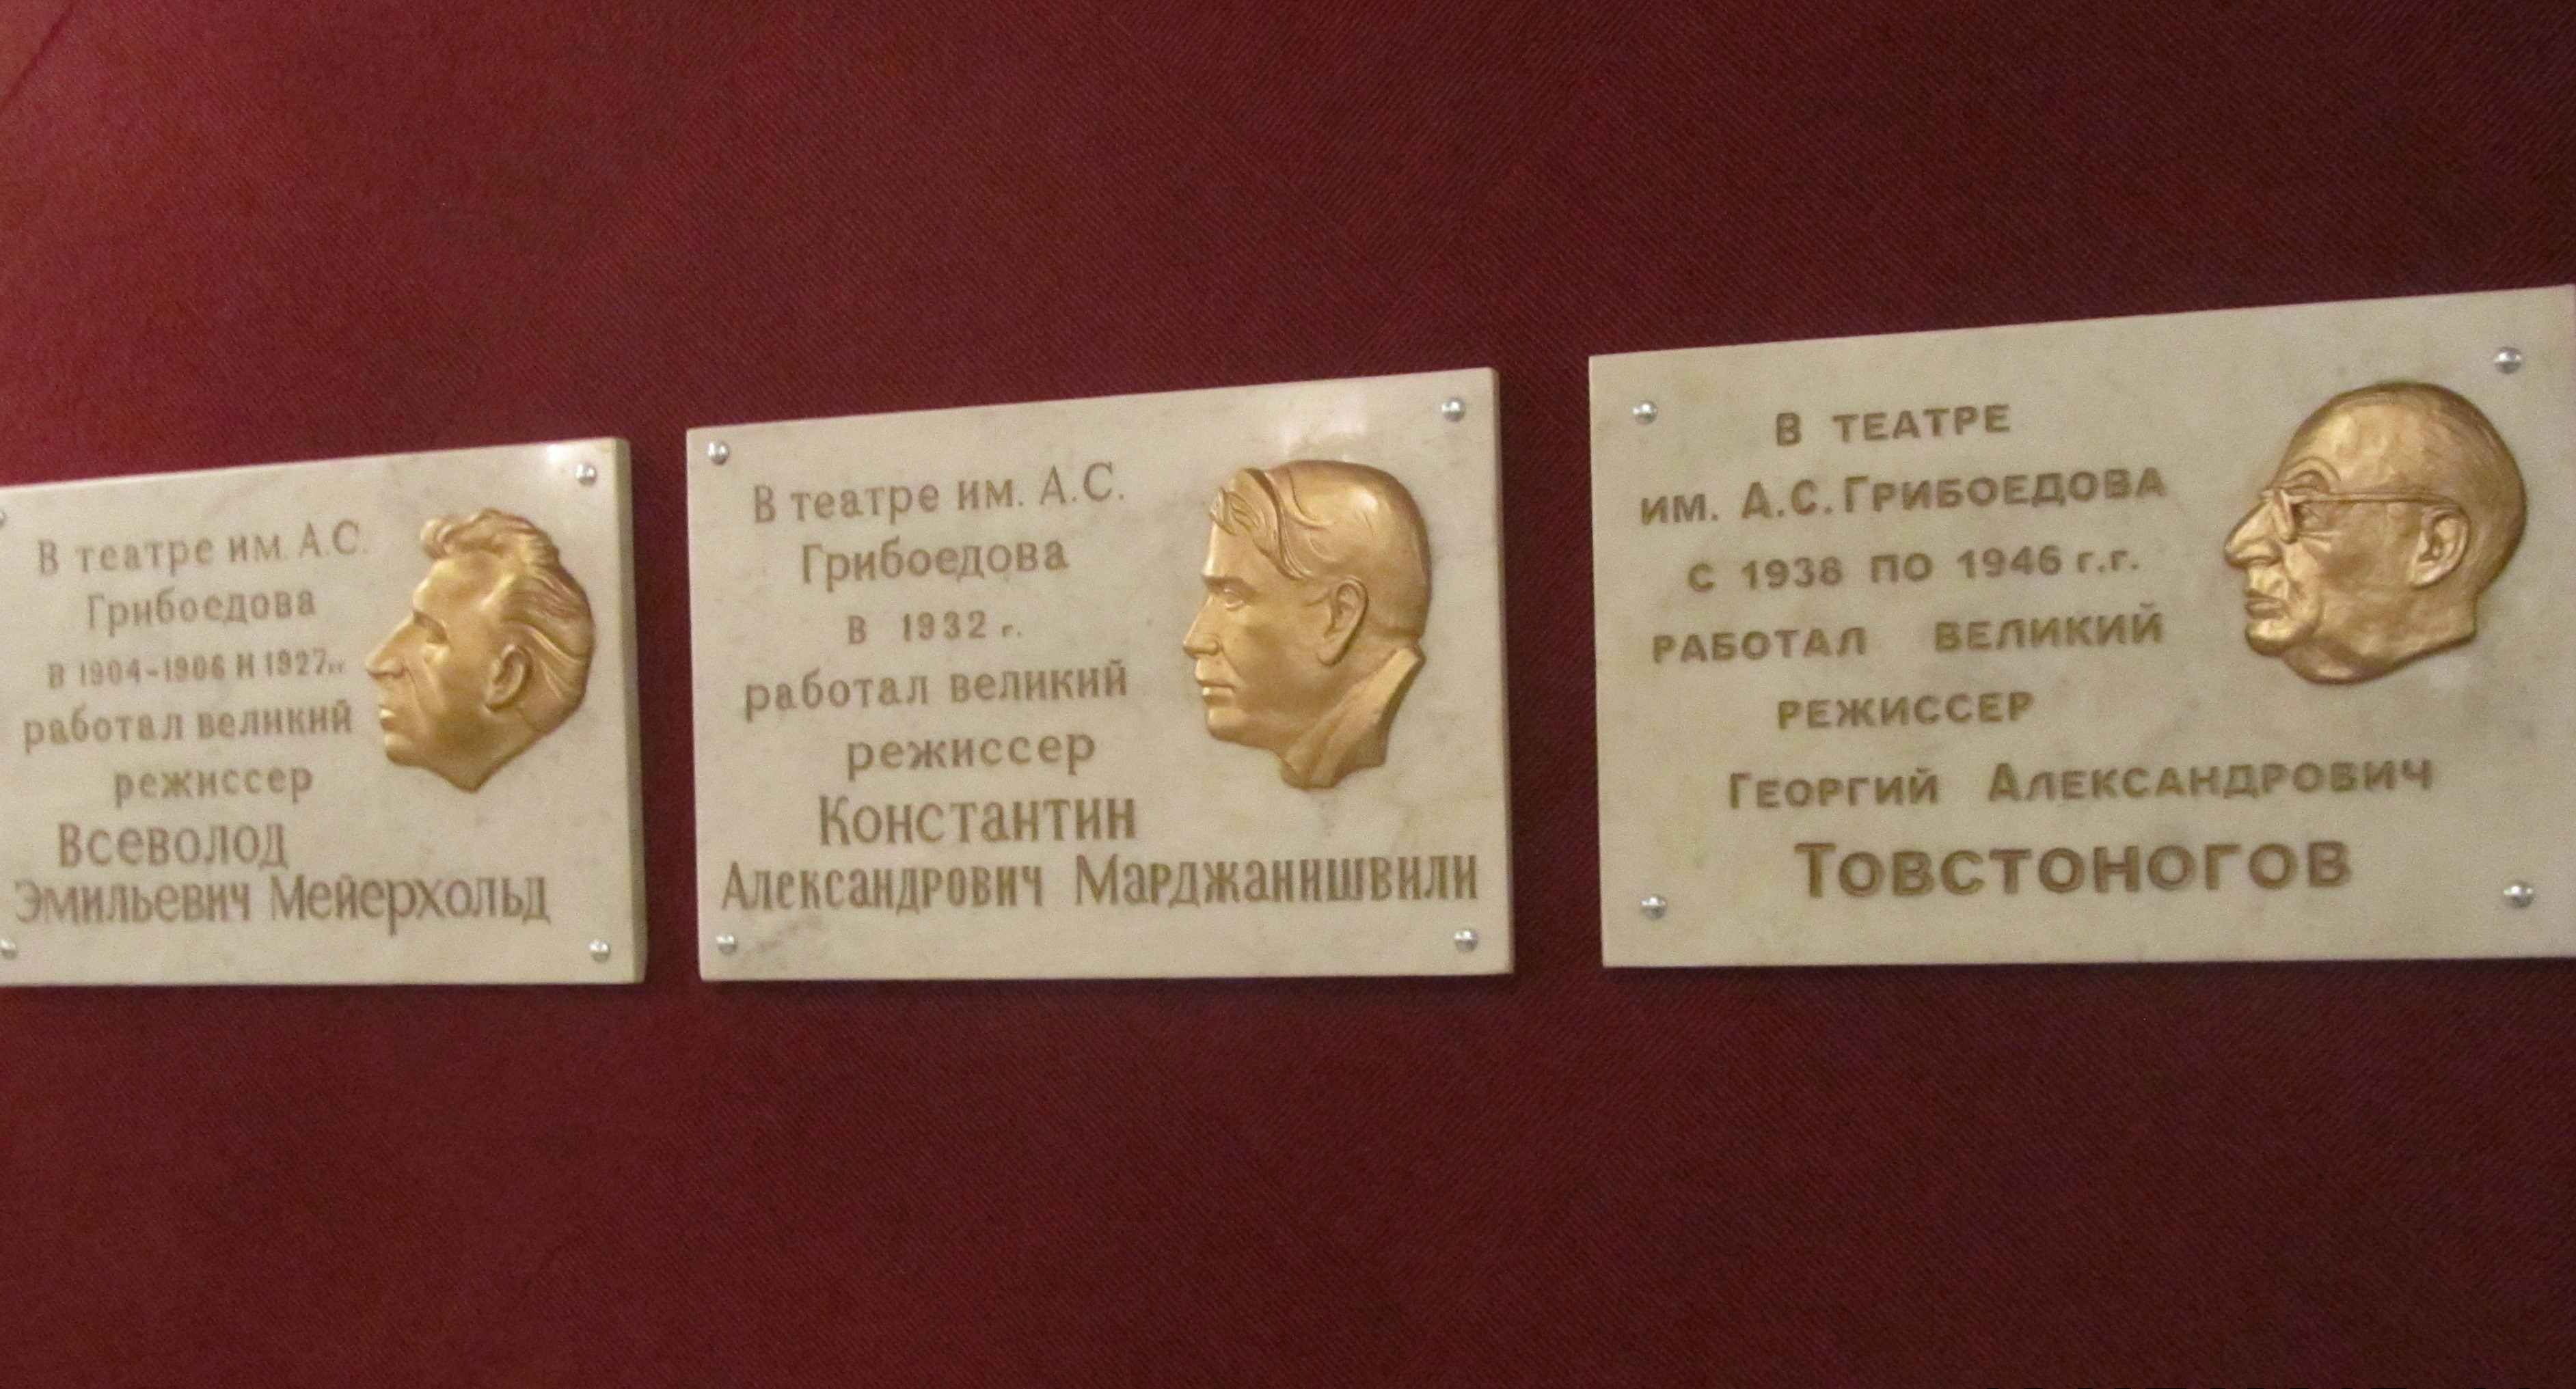 В театре им. А.С.
Грибоедова
В 1904-1906 И 1927гг.
работал великий
режиссер
Всеволод
Эмильевич Мейерхольд
В театре им. А.С.
Грибоедова
В 1932 г.
работал великий
режиссер
Константин
Александрович Марджанишвили
В ТЕАТРЕ
ИМ. А.С. ГРИБОЕДОВА
С 1938 ПО 1946 г.г.
РАБОТАЛ ВЕЛИКИЙ
РЕЖИССЕР
ГЕОРГИЙ АЛЕКСАНДРОВИЧ
ТОВСТОНОГОВ